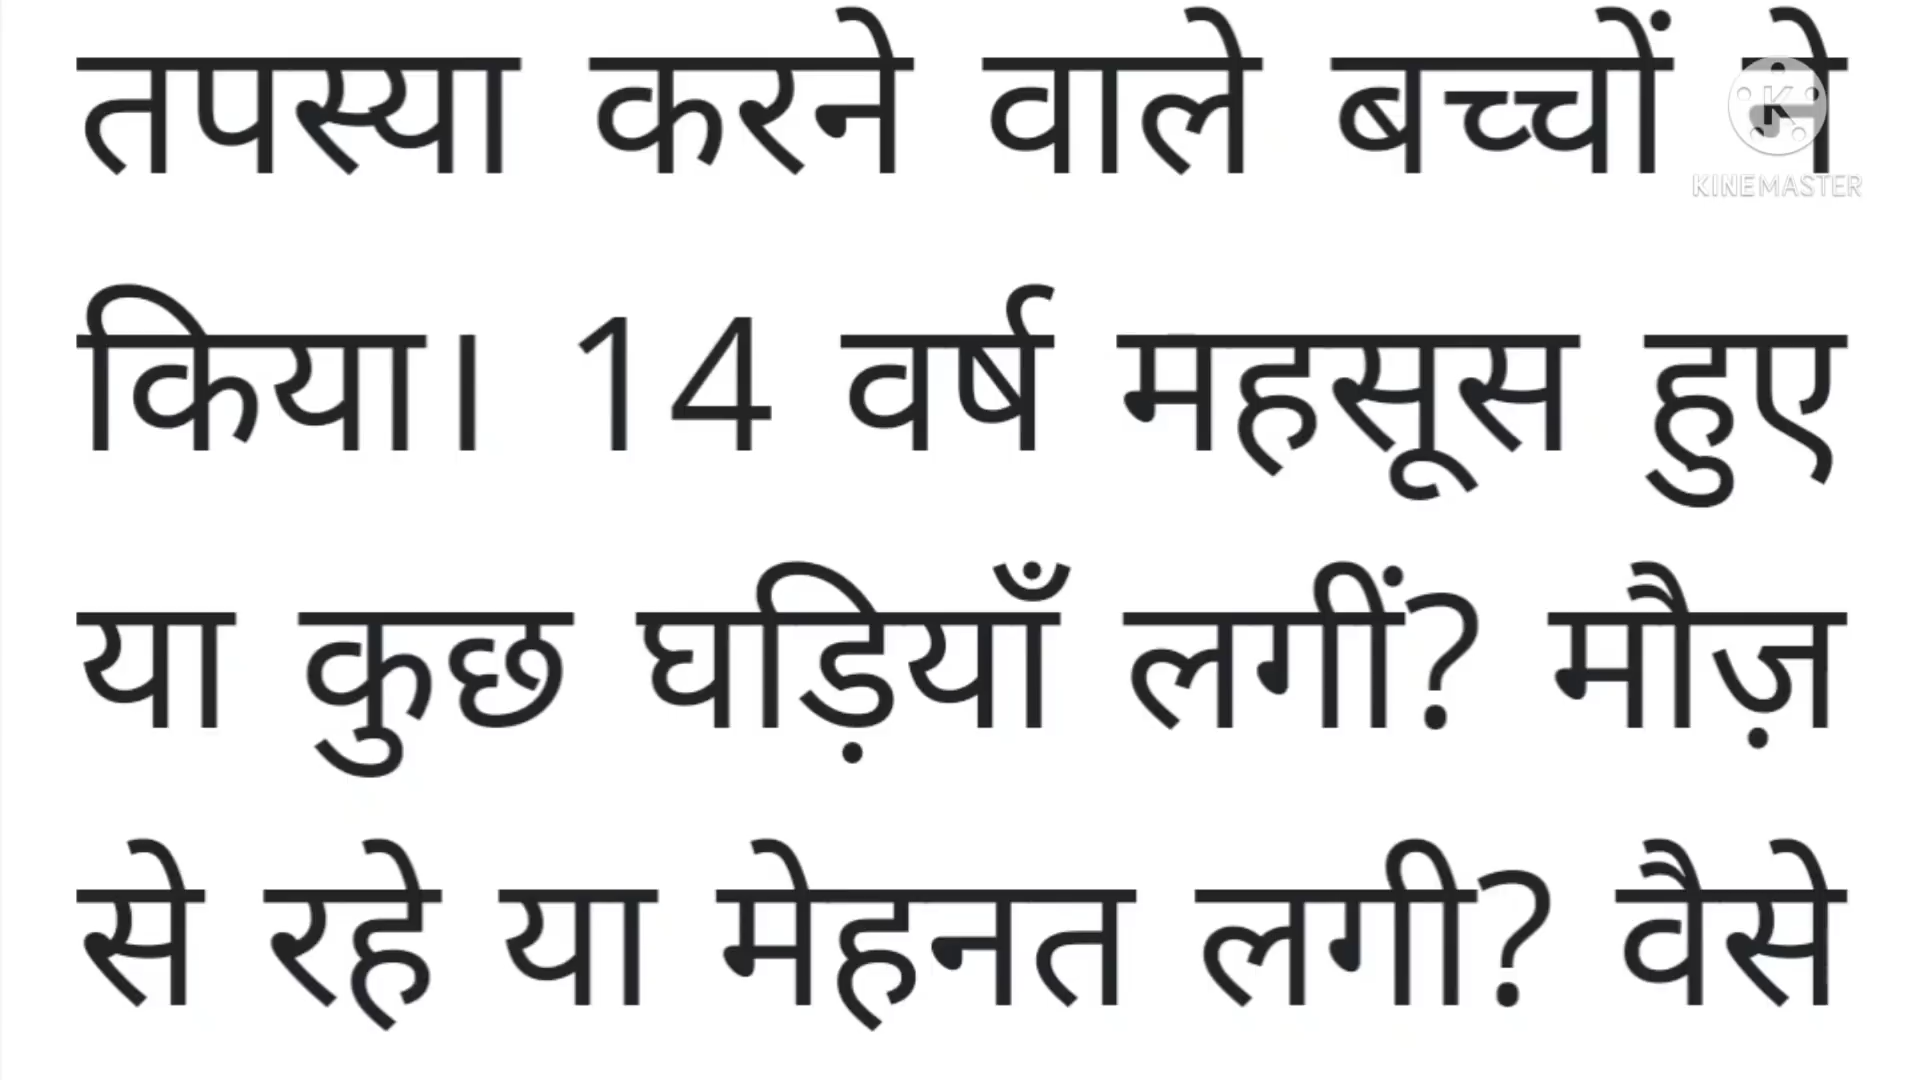 तपस्या करने वाले बच्चों ने
KINEMASTER
किया। 14 वर्ष महसूस हुए
या कुछ घड़ियाँ लगीं? मौज़
से रहे या मेहनत लगी? वैसे